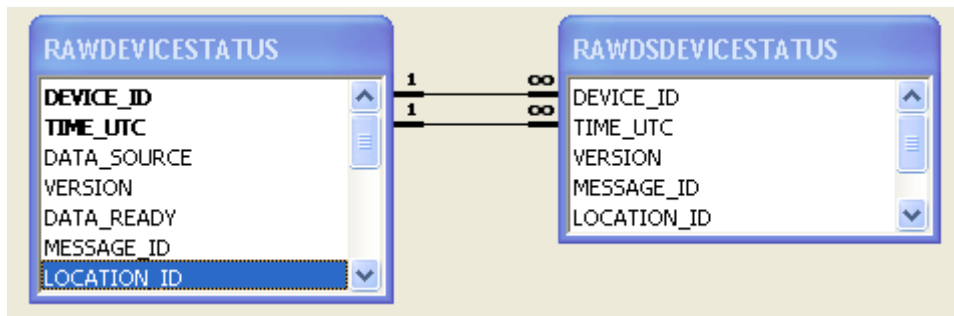 RAWDEVICESTATUS
DEVICE_ID
TIME_UTC
DATA_SOURCE
VERSION
DATA_READY
MESSAGE_ID
LOCATION_ID
1 ∞
1 ∞
RAWDSDEVICESTATUS
DEVICE_ID
TIME_UTC
VERSION
MESSAGE_ID
LOCATION_ID